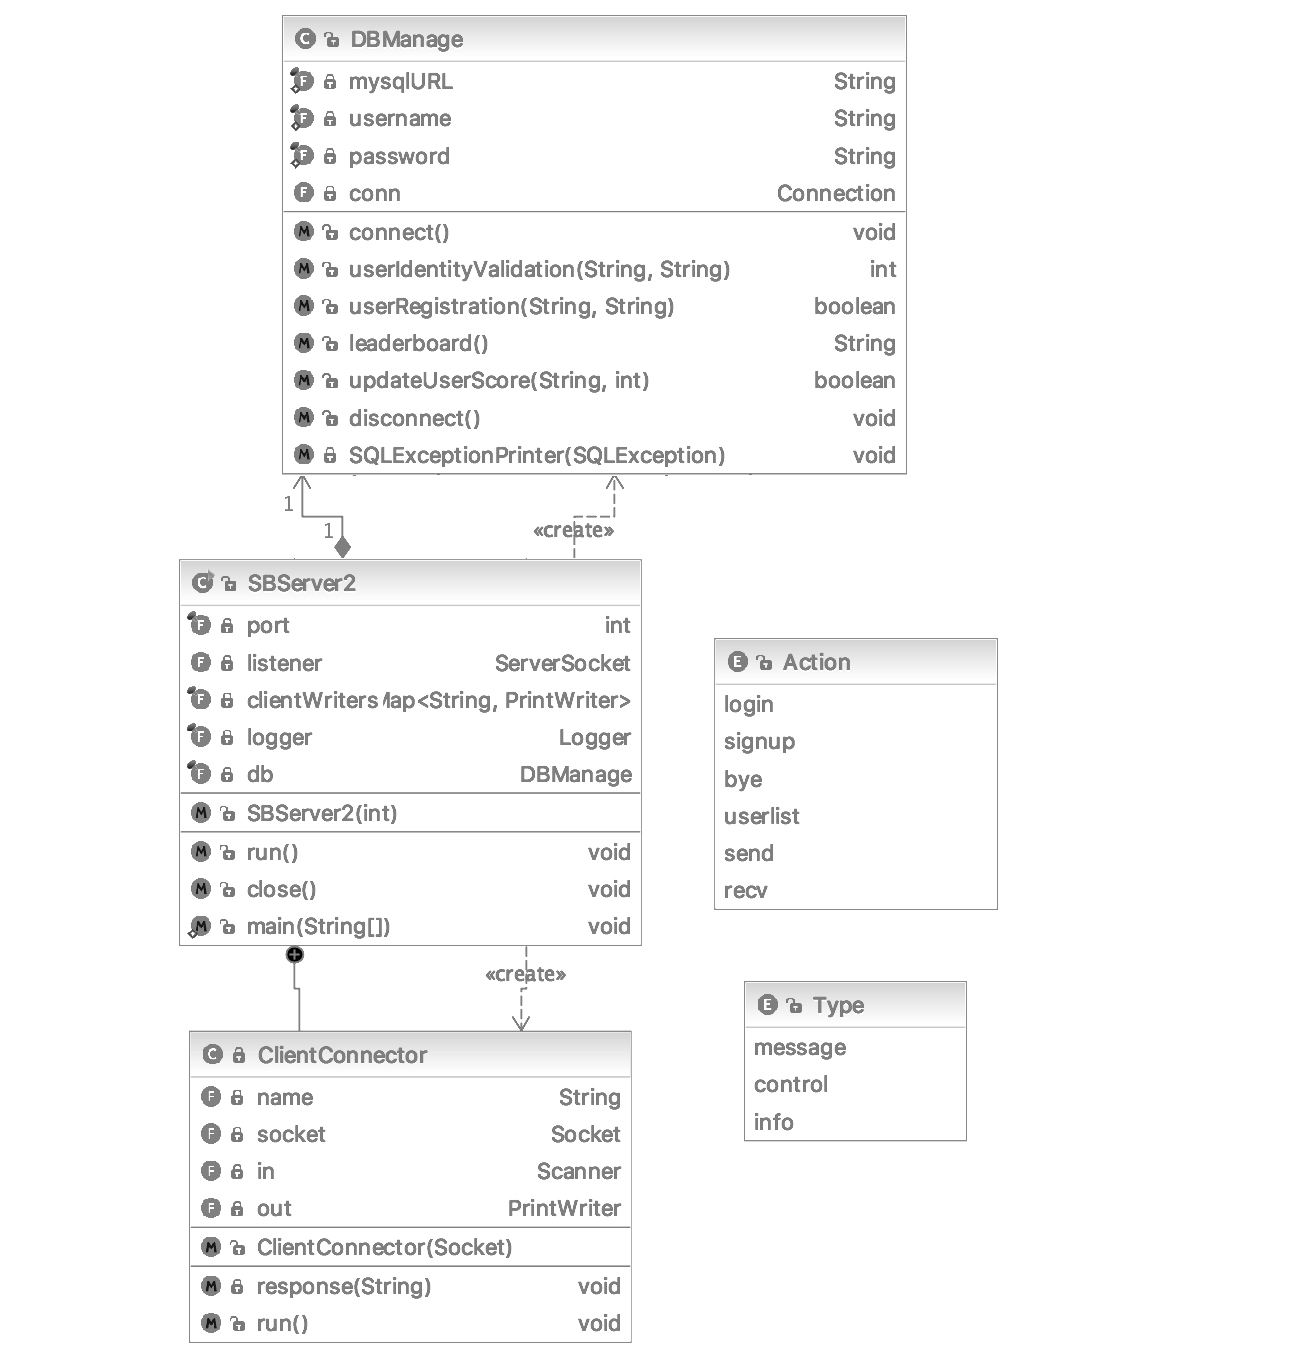 DBManage
mysqlURL String
username String
password String
conn Connection
connect() void
userIdentityValidation(String, String) int
userRegistration(String, String) boolean
leaderboard() String
updateUserScore(String, int) boolean
disconnect() void
SQLExceptionPrinter(SQLException) void
1
1
«create»
SBServer2
port int
listener ServerSocket
clientWriters Map<String, PrintWriter>
logger Logger
db DBManage
SBServer2(int)
run() void
close() void
main(String[]) void
Action
login
signup
bye
userlist
send
recv
«create»
Type
message
control
info
ClientConnector
name String
socket Socket
in Scanner
out PrintWriter
ClientConnector(Socket)
response(String) void
run() void